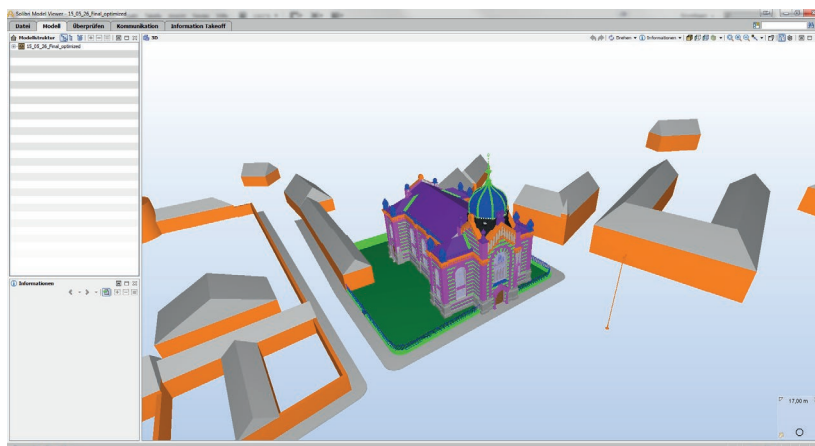 Solibri Model Viewer - 15_05_26_Final_optimized
Datei Modell Überprüfen Kommunikation Information Takeoff
Modellstruktur
3D
Drehen
Informationen
15_05_26_Final_optimized
Informationen
17,00 m